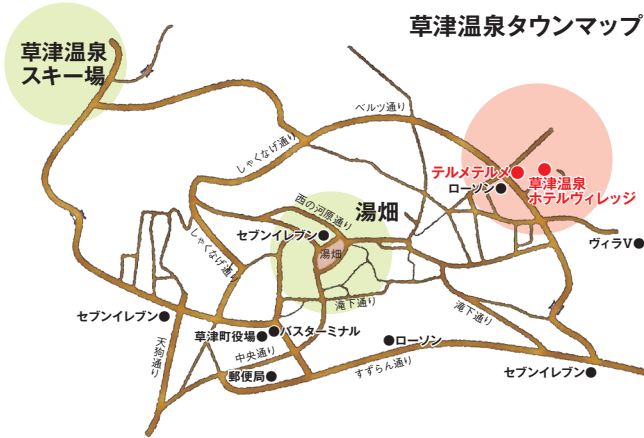 草津温泉タウンマップ
草津温泉
スキー場
ベルツ通り
しゃくなげ通り
テルメテルメ
ローソン
草津温泉
ホテルヴィレッジ
西の河原通り
湯畑
セブンイレブン
湯畑
しゃくなげ通り
ヴィラV
滝下通り
滝下通り
セブンイレブン
天狗通り
草津町役場
バスターミナル
中央通り
ローソン
すずらん通り
郵便局
セブンイレブン